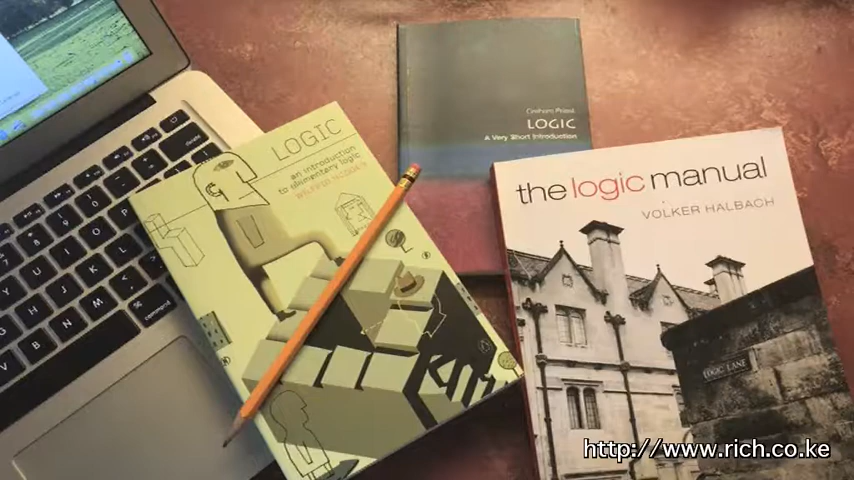 Graham Priest
LOGIC
A Very Short Introduction
LOGIC
an introduction
to elementary logic
WILFRID HODGES
the logic manual
VOLKER HALBACH
LOGIC LANE
command
http://www.rich.co.ke